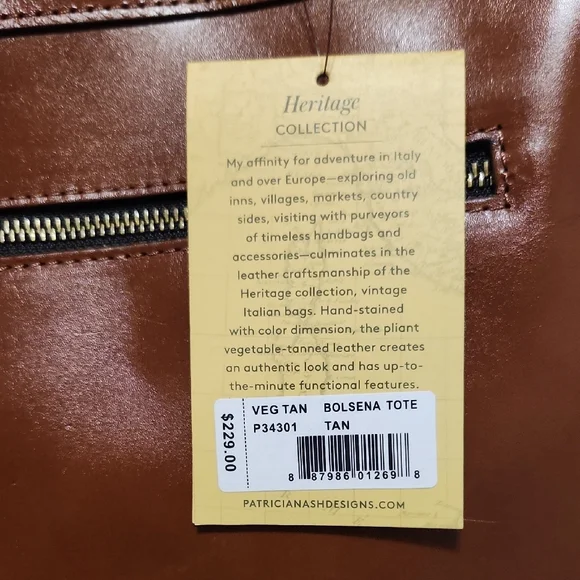 Heritage
COLLECTION
My affinity for adventure in Italy
and over Europe—exploring old
inns, villages, markets, country
sides, visiting with purveyors
of timeless handbags and
accessories—culminates in the
leather craftsmanship of the
Heritage collection, vintage
Italian bags. Hand-stained
with color dimension, the pliant
vegetable-tanned leather creates
an authentic look and has up-to-
the-minute functional features.
$229.00
VEG TAN BOLSENA TOTE
P34301 TAN
8 87986 01269 8
PATRICIANASHDESIGNS.COM